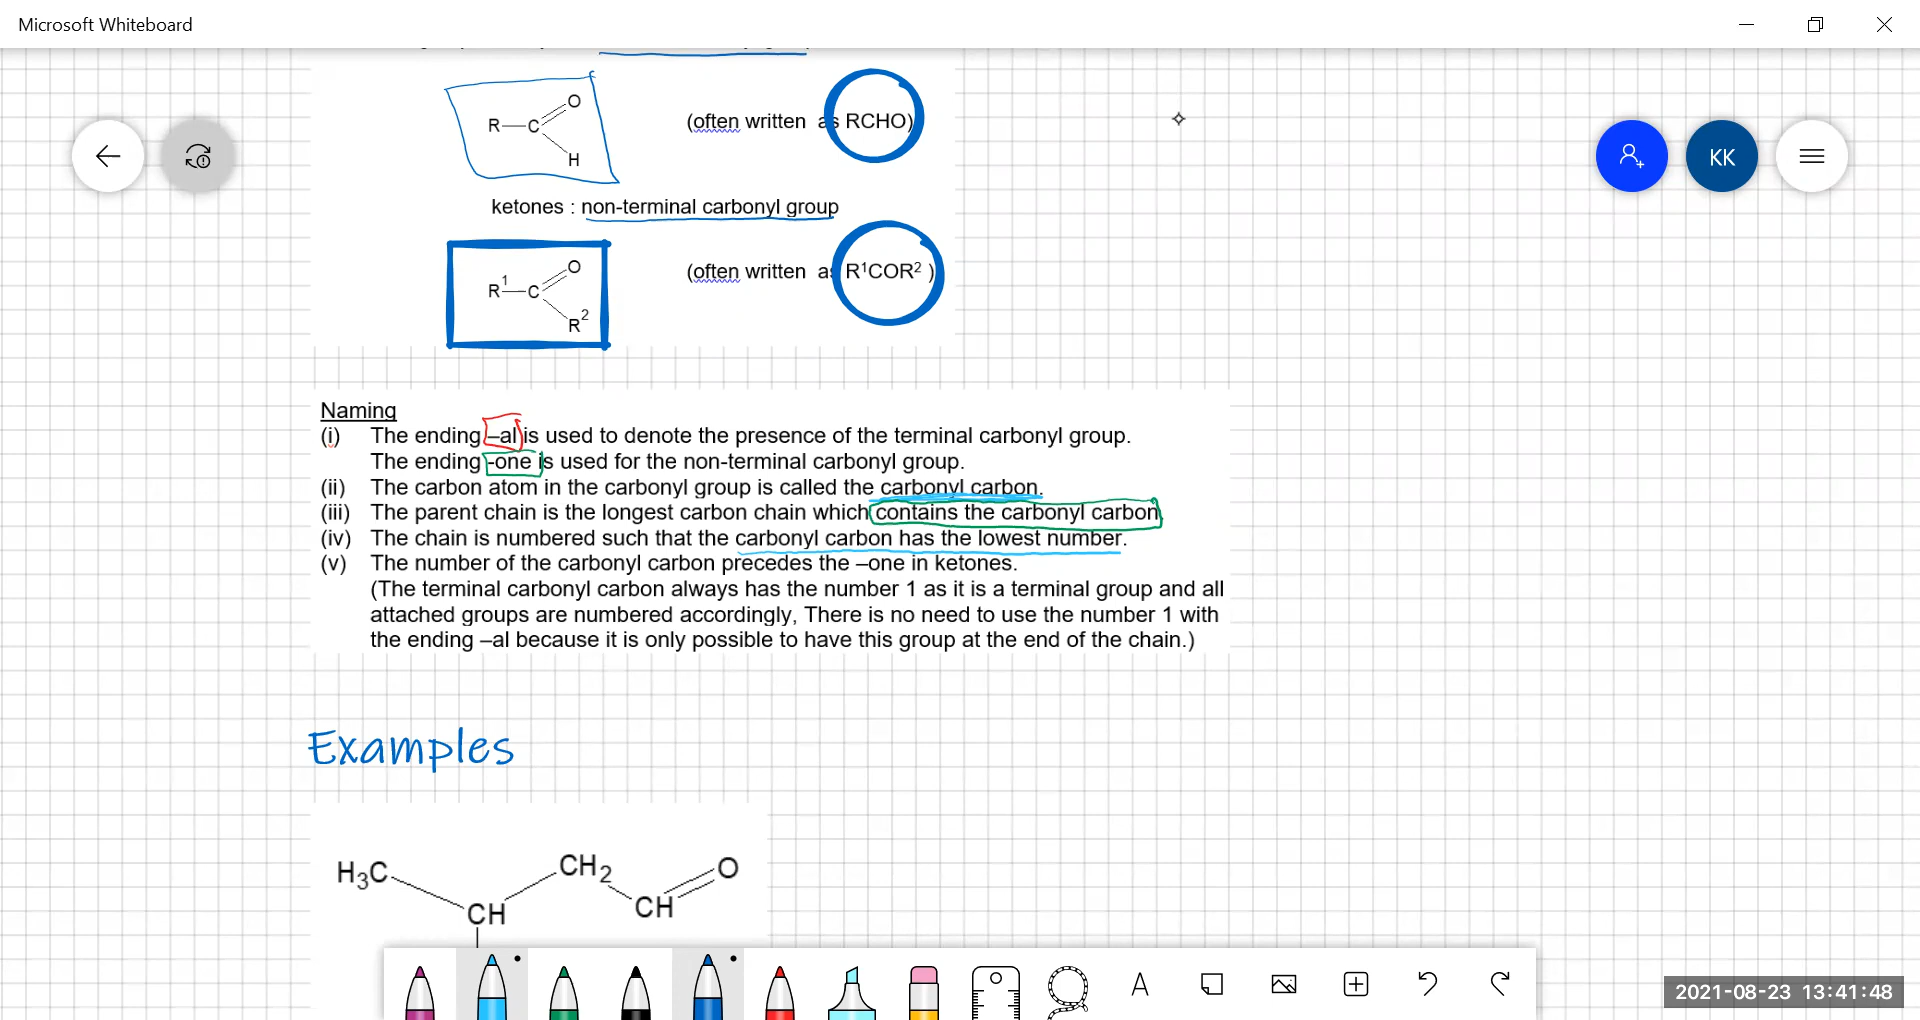 Microsoft Whiteboard
R—C
O
H
(often written as RCHO)
ketones : non-terminal carbonyl group
R¹—C
O
R²
(often written as R¹COR² )
KK
Naming
(i) The ending –al is used to denote the presence of the terminal carbonyl group.
The ending -one is used for the non-terminal carbonyl group.
(ii) The carbon atom in the carbonyl group is called the carbonyl carbon.
(iii) The parent chain is the longest carbon chain which contains the carbonyl carbon
(iv) The chain is numbered such that the carbonyl carbon has the lowest number.
(v) The number of the carbonyl carbon precedes the –one in ketones.
(The terminal carbonyl carbon always has the number 1 as it is a terminal group and all
attached groups are numbered accordingly, There is no need to use the number 1 with
the ending –al because it is only possible to have this group at the end of the chain.)
Examples
H₃C
CH
CH₂
CH
O
A
2021-08-23 13:41:48